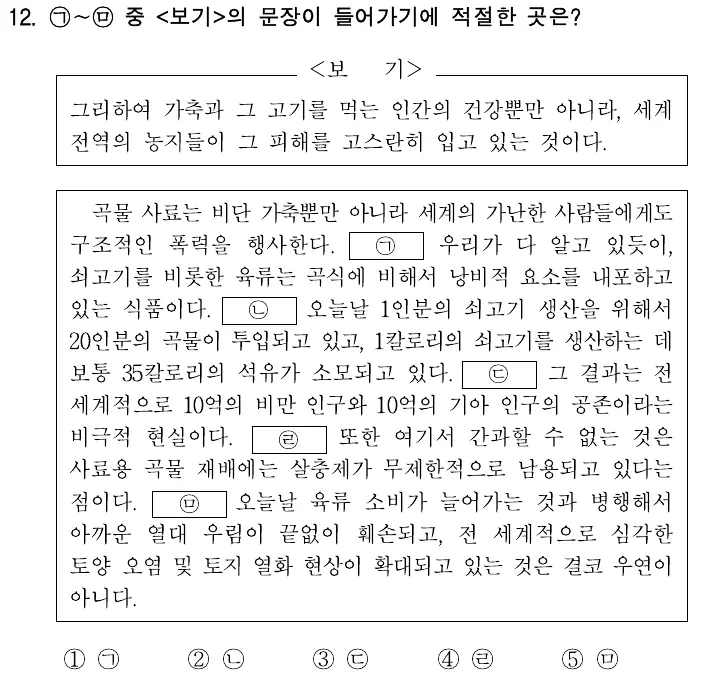 12. ㉠~㉤ 중 <보기>의 문장이 들어가기에 적절한 곳은?
<보 기>
그리하여 가축과 그 고기를 먹는 인간의 건강뿐만 아니라, 세계
전역의 농지들이 그 피해를 고스란히 입고 있는 것이다.
곡물 사료는 비단 가축뿐만 아니라 세계의 가난한 사람들에게도
구조적인 폭력을 행사한다. ㉠ 우리가 다 알고 있듯이,
쇠고기를 비롯한 육류는 곡식에 비해서 낭비적 요소를 내포하고
있는 식품이다. ㉡ 오늘날 1인분의 쇠고기 생산을 위해서
20인분의 곡물이 투입되고 있고, 1칼로리의 쇠고기를 생산하는 데
보통 35칼로리의 석유가 소모되고 있다. ㉢ 그 결과는 전
세계적으로 10억의 비만 인구와 10억의 기아 인구의 공존이라는
비극적 현실이다. ㉣ 또한 여기서 간과할 수 없는 것은
사료용 곡물 재배에는 살충제가 무제한적으로 남용되고 있다는
점이다. ㉤ 오늘날 육류 소비가 늘어가는 것과 병행해서
아까운 열대 우림이 끝없이 훼손되고, 전 세계적으로 심각한
토양 오염 및 토지 열화 현상이 확대되고 있는 것은 결코 우연이
아니다.
① ㉠ ② ㉡ ③ ㉢ ④ ㉣ ⑤ ㉤